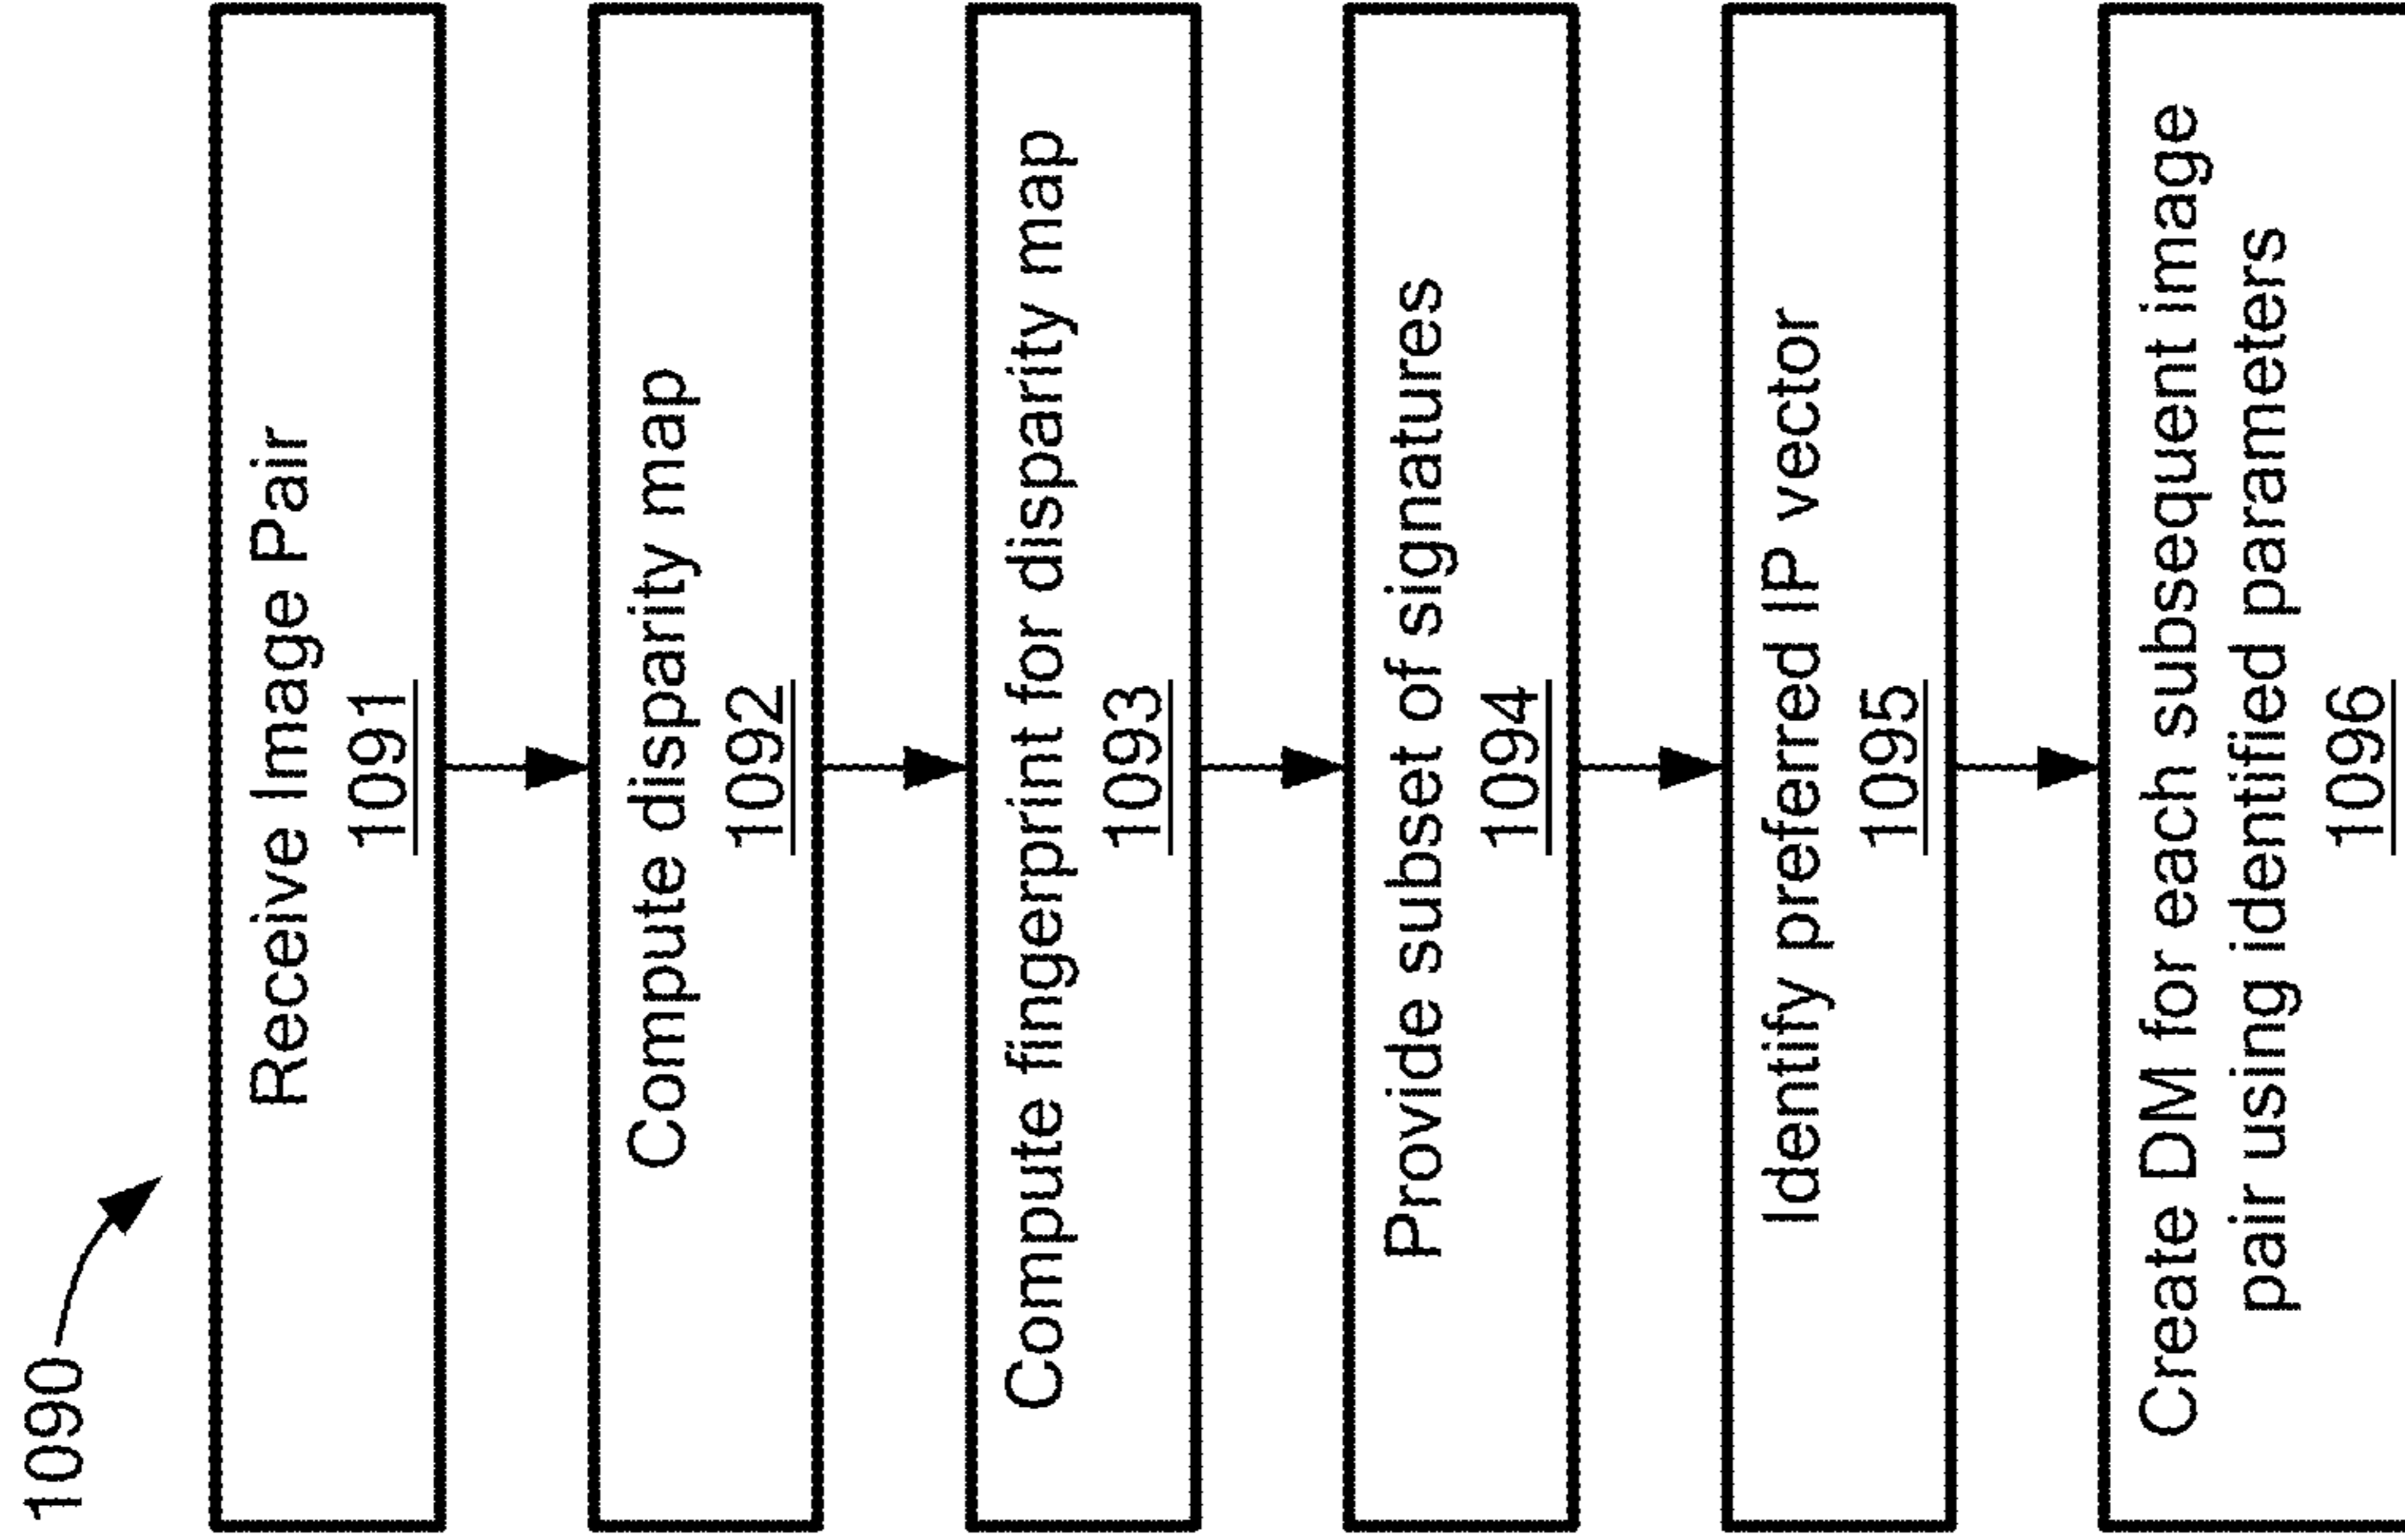 1090
Receive Image Pair
1091
Compute disparity map
1092
Compute fingerprint for disparity map
1093
Provide subset of signatures
1094
Identify preferred IP vector
1095
Create DM for each subsequent image
pair using identified parameters
1096